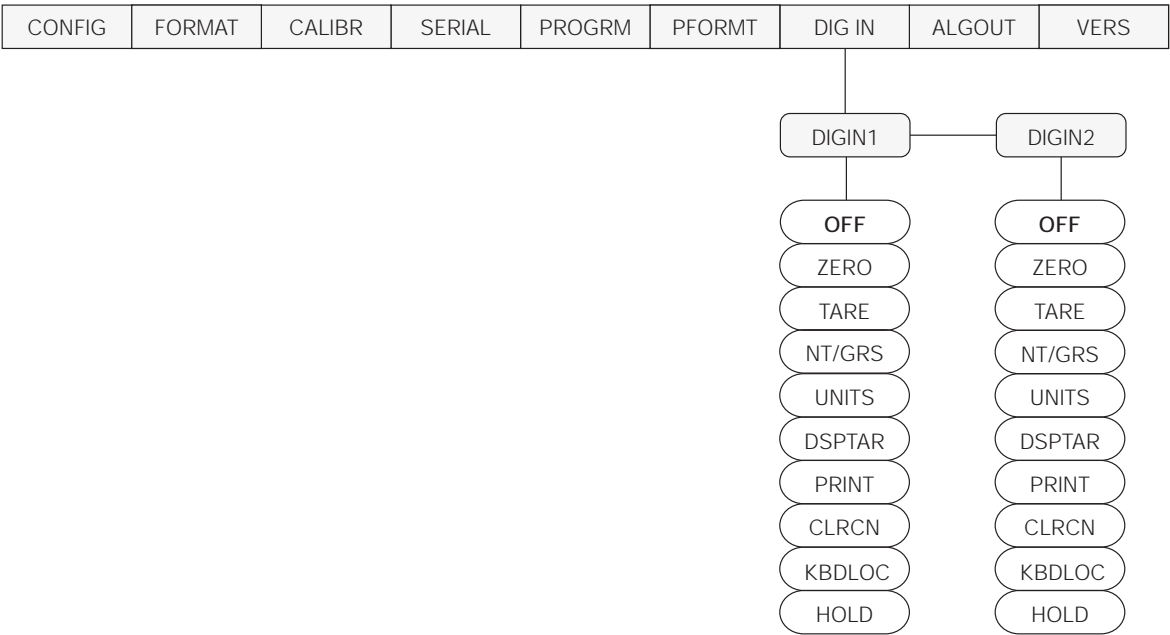 CONFIG FORMAT CALIBR SERIAL PROGRM PFORMT DIG IN ALGOUT VERS
DIGIN1 DIGIN2
OFF OFF
ZERO ZERO
TARE TARE
NT/GRS NT/GRS
UNITS UNITS
DSPTAR DSPTAR
PRINT PRINT
CLRCN CLRCN
KBDLOC KBDLOC
HOLD HOLD